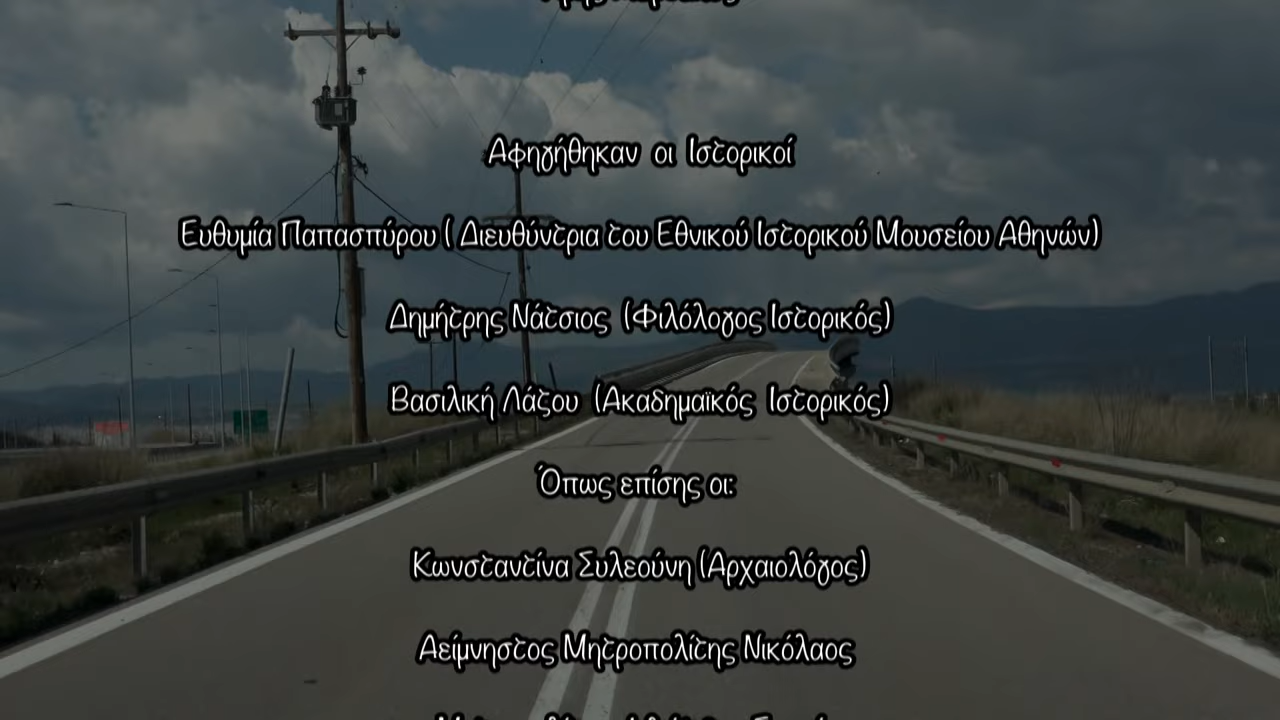 Αφηγήθηκαν οι Ιστορικοί
Ευθυμία Παπασπύρου ( Διευθύντρια του Εθνικού Ιστορικού Μουσείου Αθηνών)
Δημήτρης Νάτσιος (Φιλόλογος Ιστορικός)
Βασιλική Λάζου (Ακαδημαϊκός Ιστορικός)
Όπως επίσης οι:
Κωνσταντίνα Συλεούνη (Αρχαιολόγος)
Αείμνηστος Μητροπολίτης Νικόλαος